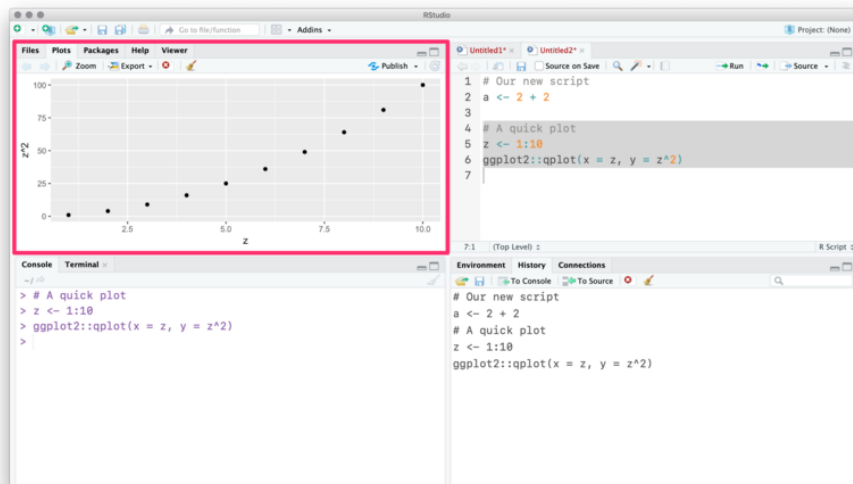 RStudio
Go to file/function
Addins
Project: (None)
Files Plots Packages Help Viewer
Zoom Export Publish
100
75
z^2
50
25
0
2.5 5.0 7.5 10.0
z
Untitled1* Untitled2*
Source on Save Run Source
1 # Our new script
2 a <- 2 + 2
3
4 # A quick plot
5 z <- 1:10
6 ggplot2::qplot(x = z, y = z^2)
7
7:1 (Top Level) R Script
Console Terminal
~/
> # A quick plot
> z <- 1:10
> ggplot2::qplot(x = z, y = z^2)
>
Environment History Connections
To Console To Source
# Our new script
a <- 2 + 2
# A quick plot
z <- 1:10
ggplot2::qplot(x = z, y = z^2)